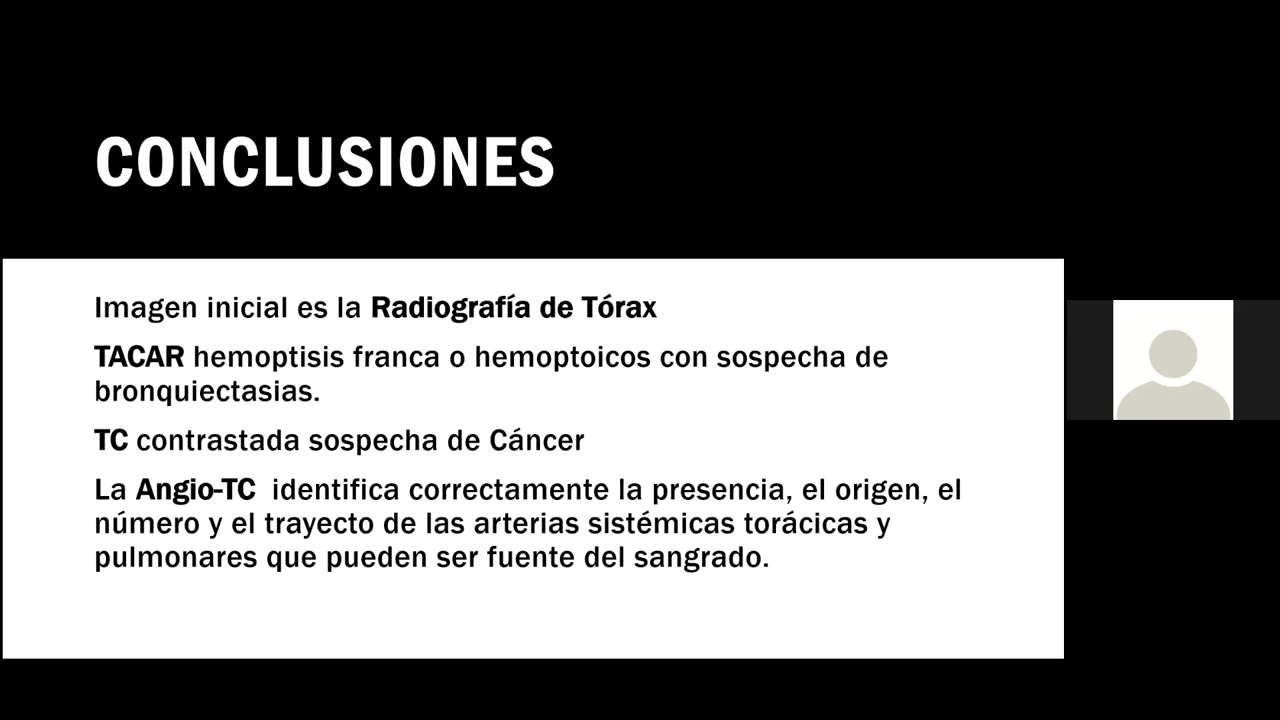 CONCLUSIONES
Imagen inicial es la Radiografía de Tórax
TACAR hemoptisis franca o hemoptoicos con sospecha de
bronquiectasias.
TC contrastada sospecha de Cáncer
La Angio-TC identifica correctamente la presencia, el origen, el
número y el trayecto de las arterias sistémicas torácicas y
pulmonares que pueden ser fuente del sangrado.